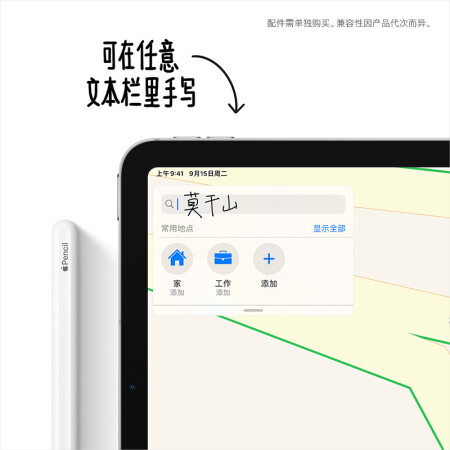 配件需单独购买。兼容性因产品代次而异。
可在任意
文本栏里手写
上午9:41 9月15日周二
莫干山
常用地点 显示全部
家 工作 添加
添加 添加
Pencil